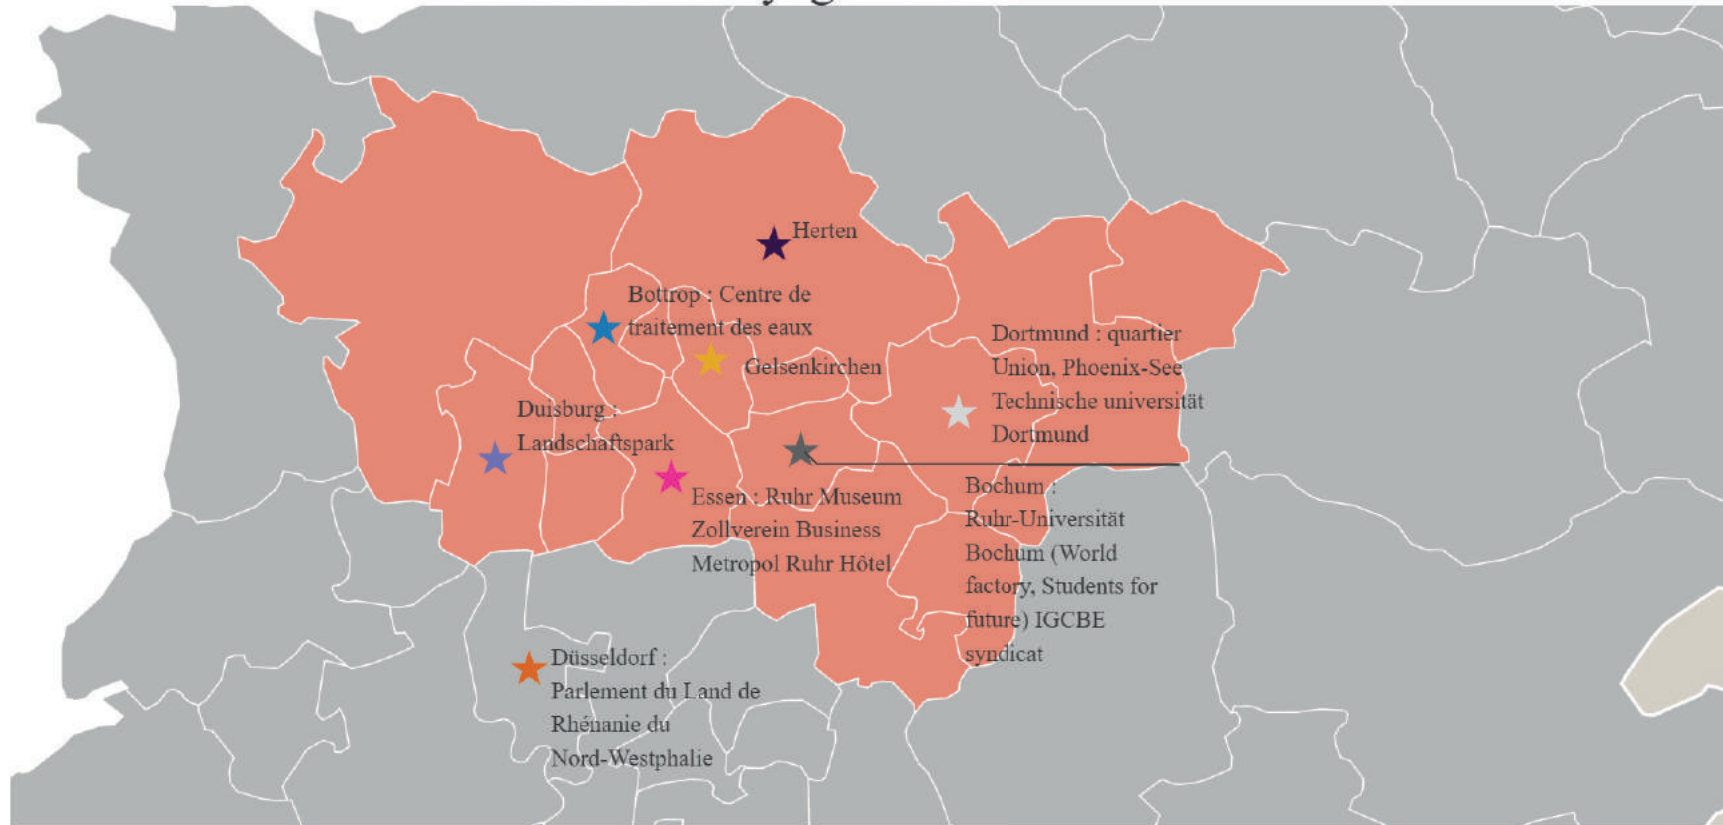 Herten
Bottrop : Centre de
traitement des eaux
Gelsenkirchen
Dortmund : quartier
Union, Phoenix-See
Technische universität
Dortmund
Duisburg :
Landschaftspark
Essen : Ruhr Museum
Zollverein Business
Metropol Ruhr Hôtel
Bochum :
Ruhr-Universität
Bochum (World
factory, Students for
future) IGCBE
syndicat
Düsseldorf :
Parlement du Land de
Rhénanie du
Nord-Westphalie